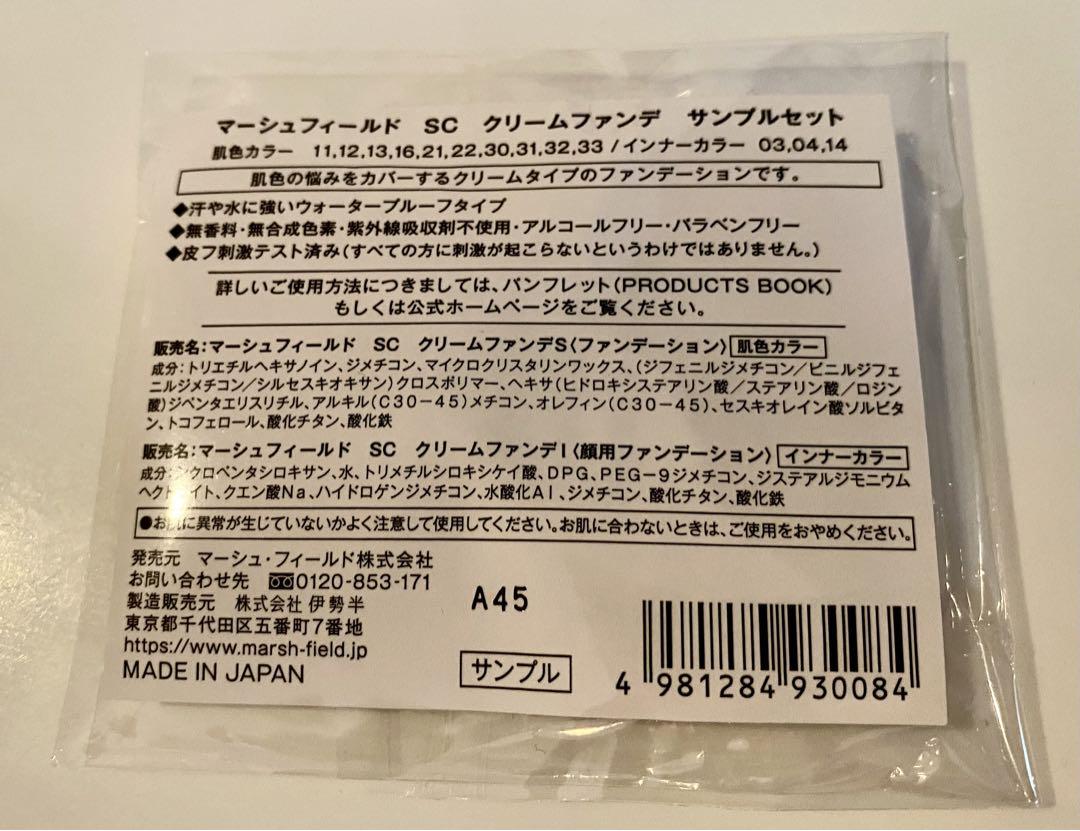 マーシュフィールド SC クリームファンデ サンプルセット
肌色カラー 11,12,13,16,21,22,30,31,32,33 / インナーカラー 03,04,14
肌色の悩みをカバーするクリームタイプのファンデーションです。
◆汗や水に強いウォータープルーフタイプ
◆無香料・無合成色素・紫外線吸収剤不使用・アルコールフリー・パラベンフリー
◆皮フ刺激テスト済み(すべての方に刺激が起こらないというわけではありません。)
詳しいご使用方法につきましては、パンフレット(PRODUCTS BOOK)
もしくは公式ホームページをご覧ください。
販売名:マーシュフィールド SC クリームファンデS〈ファンデーション〉 肌色カラー
成分:トリエチルヘキサノイン、ジメチコン、マイクロクリスタリンワックス、(ジフェニルジメチコン/ビニルジフェ
ニルジメチコン/シルセスキオキサン)クロスポリマー、ヘキサ(ヒドロキシステアリン酸/ステアリン酸/ロジン
酸)ジペンタエリスリチル、アルキル(C30-45)メチコン、オレフィン(C30-45)、セスキオレイン酸ソルビタ
ン、トコフェロール、酸化チタン、酸化鉄
販売名:マーシュフィールド SC クリームファンデI〈顔用ファンデーション〉 インナーカラー
成分:シクロペンタシロキサン、水、トリメチルシロキシケイ酸、DPG、PEG-9ジメチコン、ジステアルジモニウム
ヘクトライト、クエン酸Na、ハイドロゲンジメチコン、水酸化Al、ジメチコン、酸化チタン、酸化鉄
●お肌に異常が生じていないかよく注意して使用してください。お肌に合わないときは、ご使用をおやめください。
発売元 マーシュ・フィールド株式会社
お問い合わせ先 0120-853-171
製造販売元 株式会社 伊勢半
東京都千代田区五番町7番地
https://www.marsh-field.jp
MADE IN JAPAN
A45
サンプル
4 981284 930084